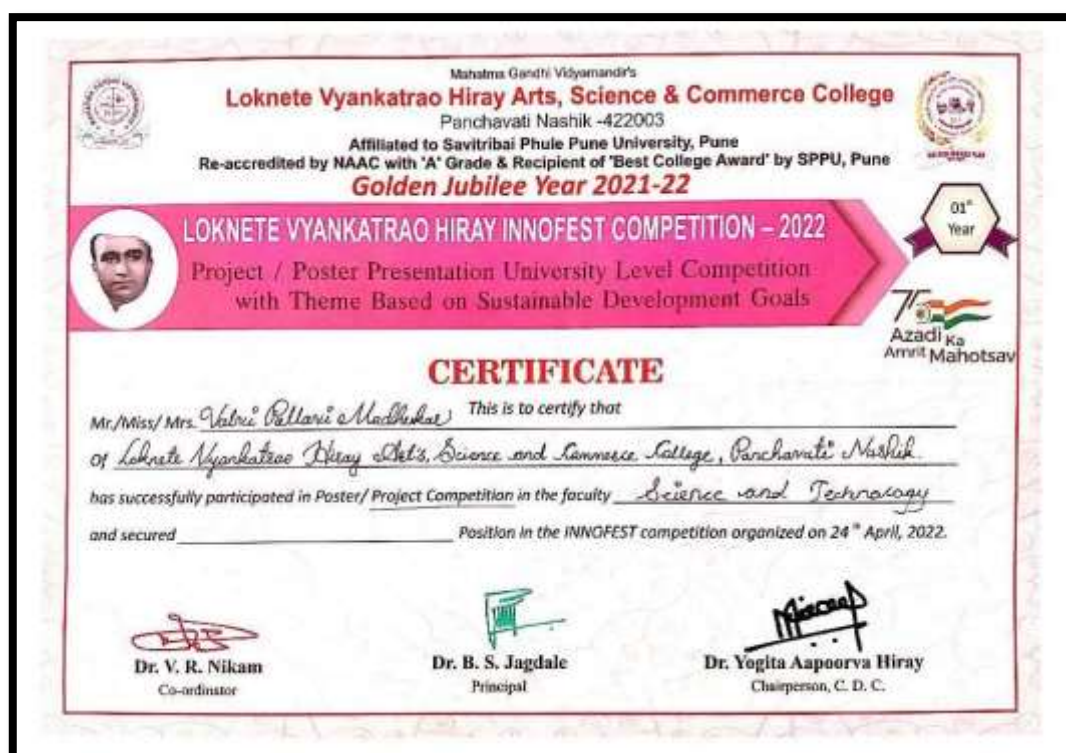 Mahatma Gandhi Vidyamandir's
Loknete Vyankatrao Hiray Arts, Science & Commerce College
Panchavati Nashik -422003
Affiliated to Savitribai Phule Pune University, Pune
Re-accredited by NAAC with 'A' Grade & Recipient of 'Best College Award' by SPPU, Pune
Golden Jubilee Year 2021-22
01st
Year
LOKNETE VYANKATRAO HIRAY INNOFEST COMPETITION – 2022
Project / Poster Presentation University Level Competition
with Theme Based on Sustainable Development Goals
75
Azadi Ka
Amrit Mahotsav
CERTIFICATE
This is to certify that
Mr./Miss/ Mrs. Pallavi
of Loknete Vyankatrao Hiray Art's, Science and Commerce College, Panchavati Nashik.
has successfully participated in Poster/ Project Competition in the faculty Science and Technology
and secured Position in the INNOFEST competition organized on 24th April, 2022.
Dr. V. R. Nikam
Co-ordinator
Dr. B. S. Jagdale
Principal
Dr. Yogita Aapoorva Hiray
Chairperson, C. D. C.